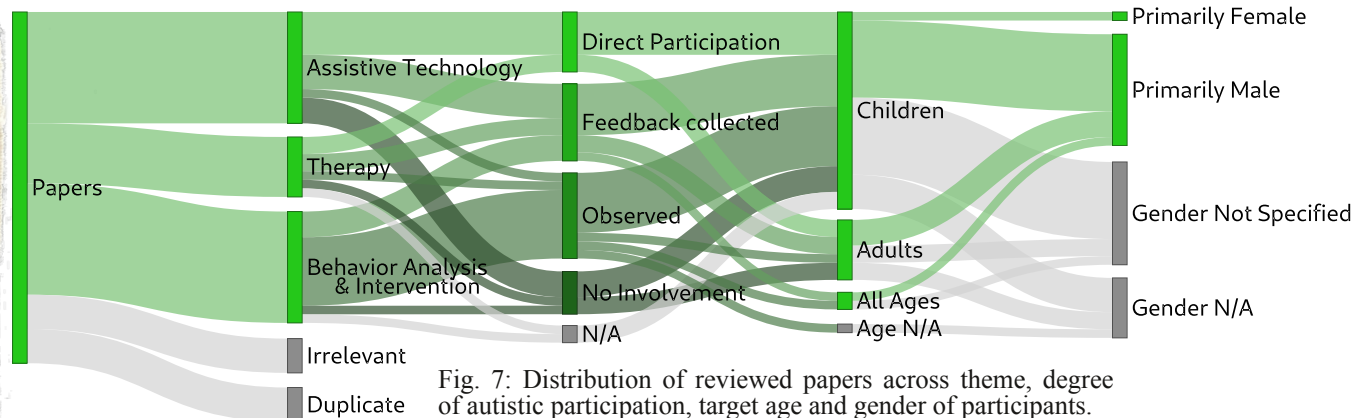 Papers
Assistive Technology
Therapy
Behavior Analysis
& Intervention
Irrelevant
Duplicate
Direct Participation
Feedback collected
Observed
No Involvement
N/A
Children
Adults
All Ages
Age N/A
Primarily Female
Primarily Male
Gender Not Specified
Gender N/A
Fig. 7: Distribution of reviewed papers across theme, degree
of autistic participation, target age and gender of participants.